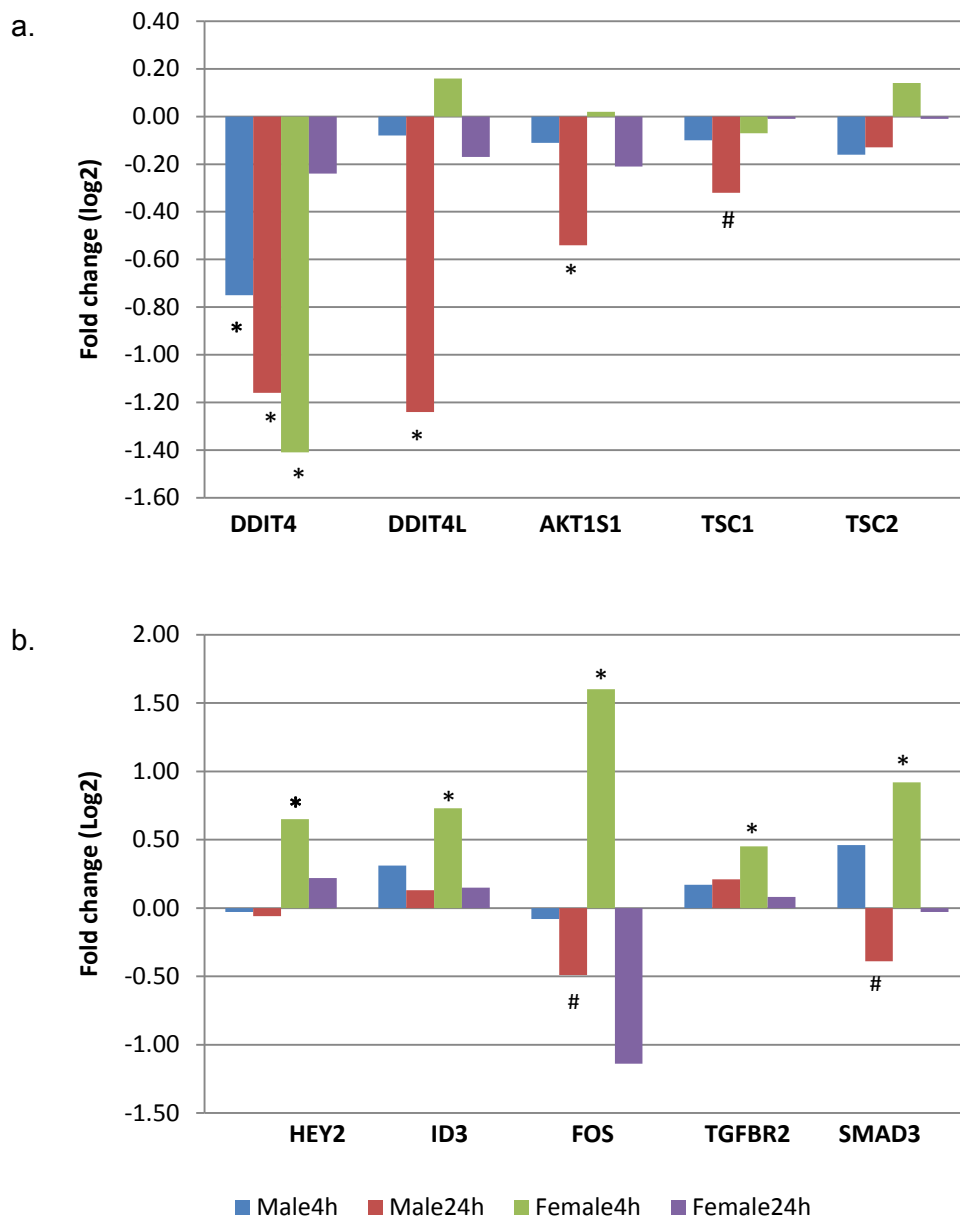 a.
Fold change (log2)
0.40
0.20
0.00
-0.20
-0.40
-0.60
-0.80
-1.00
-1.20
-1.40
-1.60
* * * * * #
DDIT4 DDIT4L AKT1S1 TSC1 TSC2
b.
Fold change (Log2)
2.00
1.50
1.00
0.50
0.00
-0.50
-1.00
-1.50
* * * # * * #
HEY2 ID3 FOS TGFBR2 SMAD3
Male4h Male24h Female4h Female24h